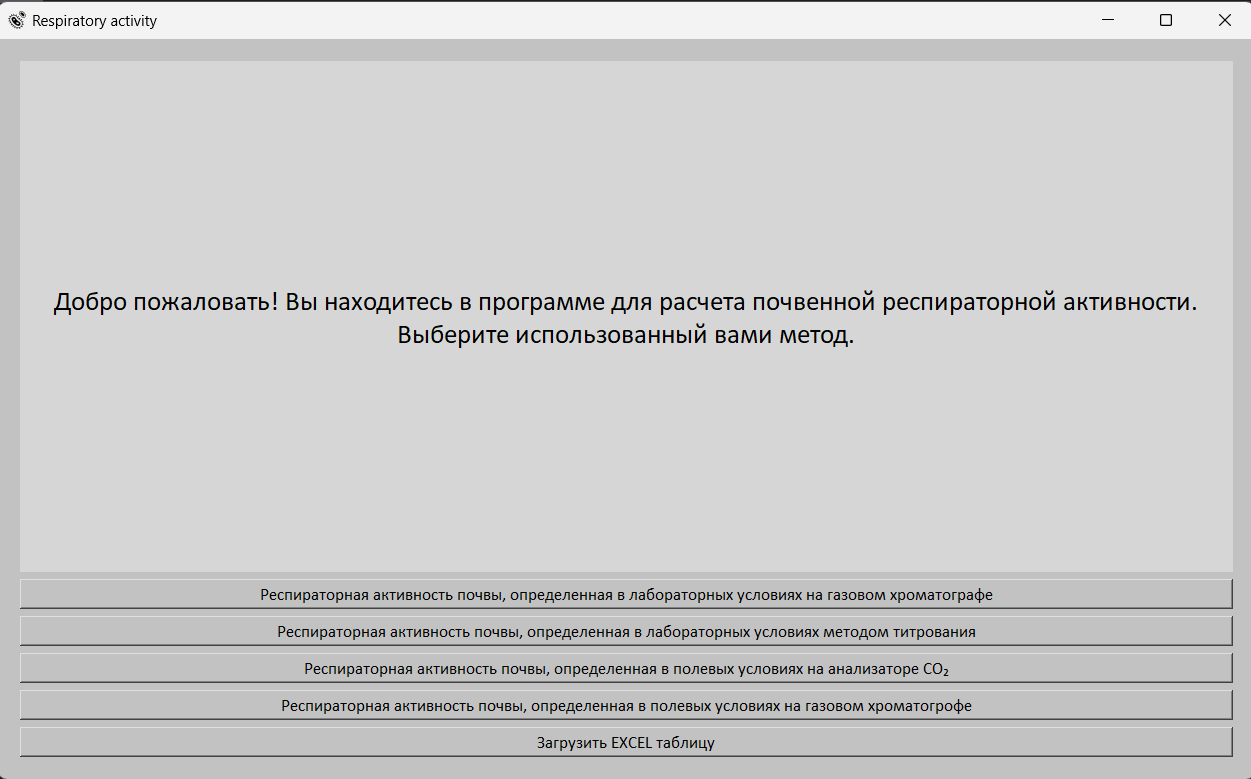 Respiratory activity
Добро пожаловать! Вы находитесь в программе для расчета почвенной респираторной активности.
Выберите использованный вами метод.
Респираторная активность почвы, определенная в лабораторных условиях на газовом хроматографе
Респираторная активность почвы, определенная в лабораторных условиях методом титрования
Респираторная активность почвы, определенная в полевых условиях на анализаторе CO₂
Респираторная активность почвы, определенная в полевых условиях на газовом хроматогрофе
Загрузить EXCEL таблицу